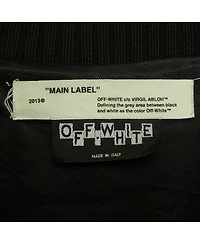 "MAIN LABEL"
2013©
OFF-WHITE c/o VIRGIL ABLOH™
Defining the grey area between black
and white as the color Off-White™
OFF WHITE
MADE IN ITALY